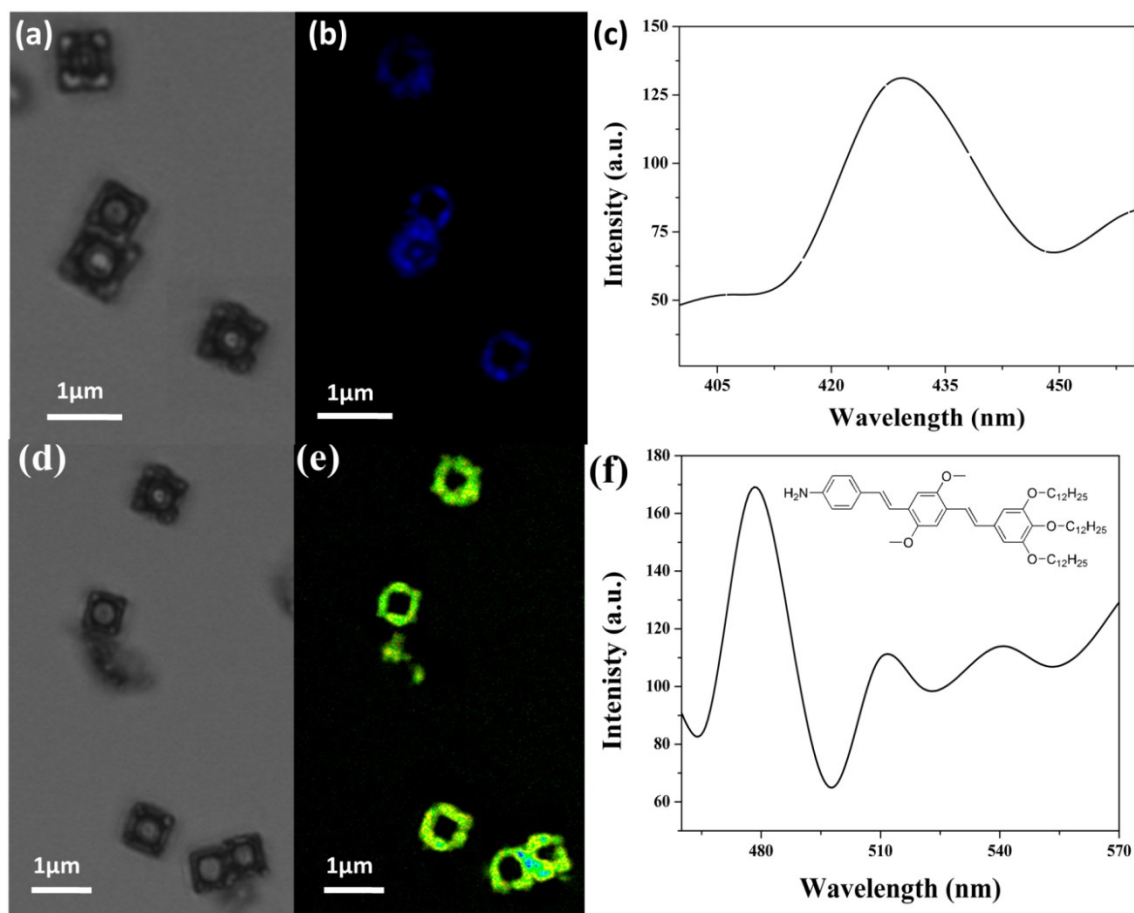 (a)
1μm
(b)
1μm
(c)
150
125
100
75
50
405
420
435
450
Intensity (a.u.)
Wavelength (nm)
(d)
1μm
(e)
1μm
(f)
180
160
140
120
100
80
60
480
510
540
570
Intenisty (a.u.)
Wavelength (nm)
H₂N
O
O
O-C₁₂H₂₅
O-C₁₂H₂₅
O-C₁₂H₂₅